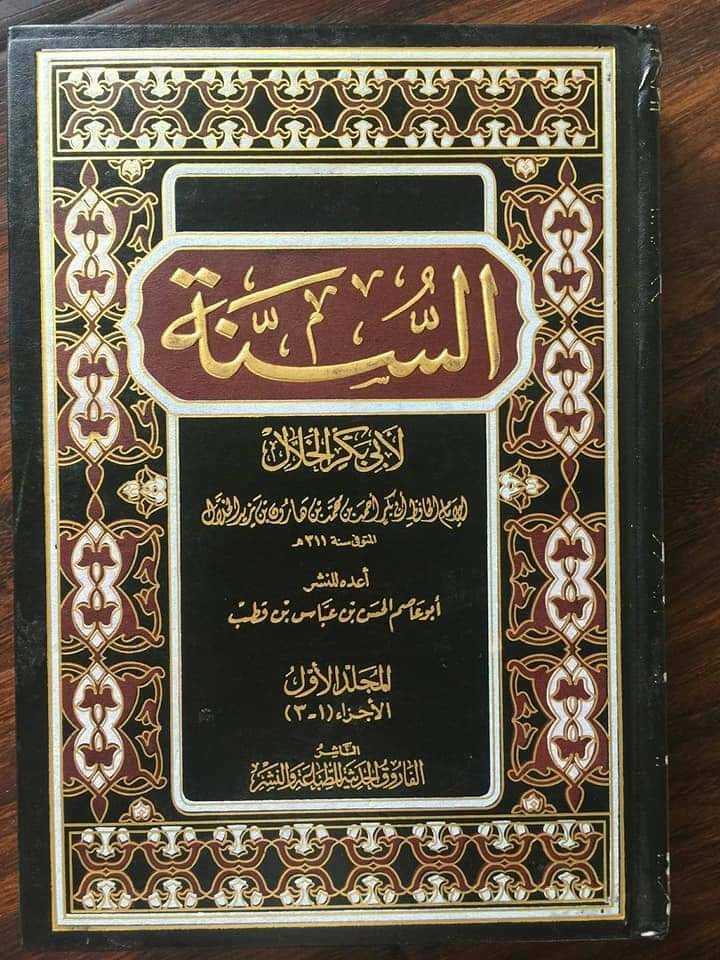 السُّنَّة
لأبي بكر الخلال
الإمام الحافظ أبي بكر أحمد بن محمد بن هارون بن يزيد الخلال
المتوفى سنة ٣١١ هـ
أعده للنشر
أبو عاصم الحسن بن عباس بن قطب
المجلد الأول
الأجزاء (١-٣)
الناشر
الفاروق الحديثة للطباعة والنشر